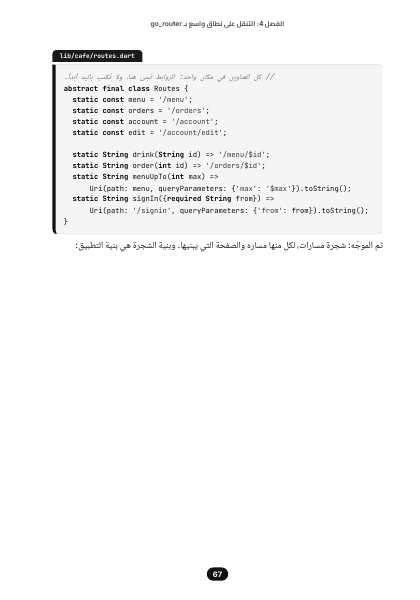 الفصل 4: التنقل على نطاق واسع بـ go_router
lib/cafe/routes.dart
// كل العناوين في مكان واحد: الروابط تُبنى هنا، ولا تُكتب باليد أبداً.
abstract final class Routes {
  static const menu = '/menu';
  static const orders = '/orders';
  static const account = '/account';
  static const edit = '/account/edit';
  static String drink(String id) => '/menu/$id';
  static String order(int id) => '/orders/$id';
  static String menuUpTo(int max) =>
      Uri(path: menu, queryParameters: {'max': '$max'}).toString();
  static String signIn({required String from}) =>
      Uri(path: '/signin', queryParameters: {'from': from}).toString();
}
ثم الموجّه: شجرة مسارات، لكل منها مساره والصفحة التي يبنيها. وبنية الشجرة هي بنية التطبيق:
67